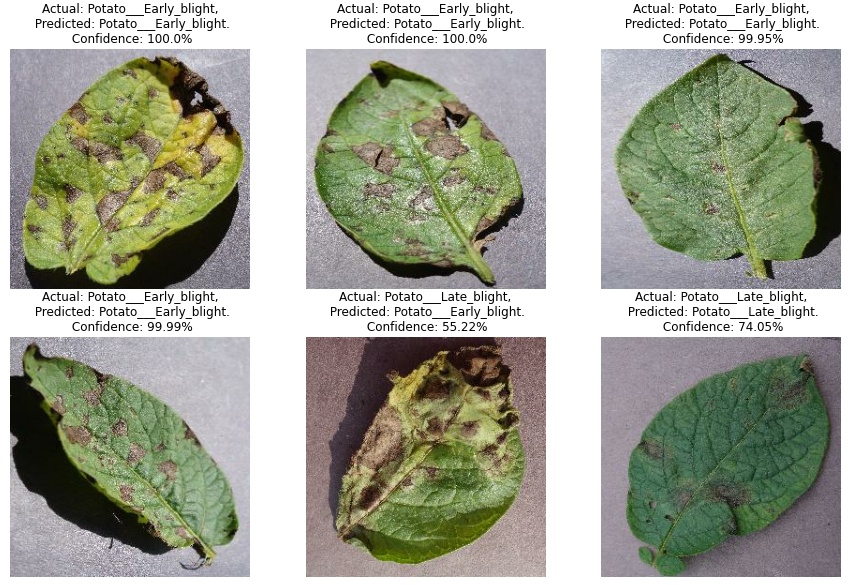 Actual: Potato___Early_blight,
Predicted: Potato___Early_blight.
Confidence: 100.0%
Actual: Potato___Early_blight,
Predicted: Potato___Early_blight.
Confidence: 100.0%
Actual: Potato___Early_blight,
Predicted: Potato___Early_blight.
Confidence: 99.95%
Actual: Potato___Early_blight,
Predicted: Potato___Early_blight.
Confidence: 99.99%
Actual: Potato___Late_blight,
Predicted: Potato___Early_blight.
Confidence: 55.22%
Actual: Potato___Late_blight,
Predicted: Potato___Late_blight.
Confidence: 74.05%